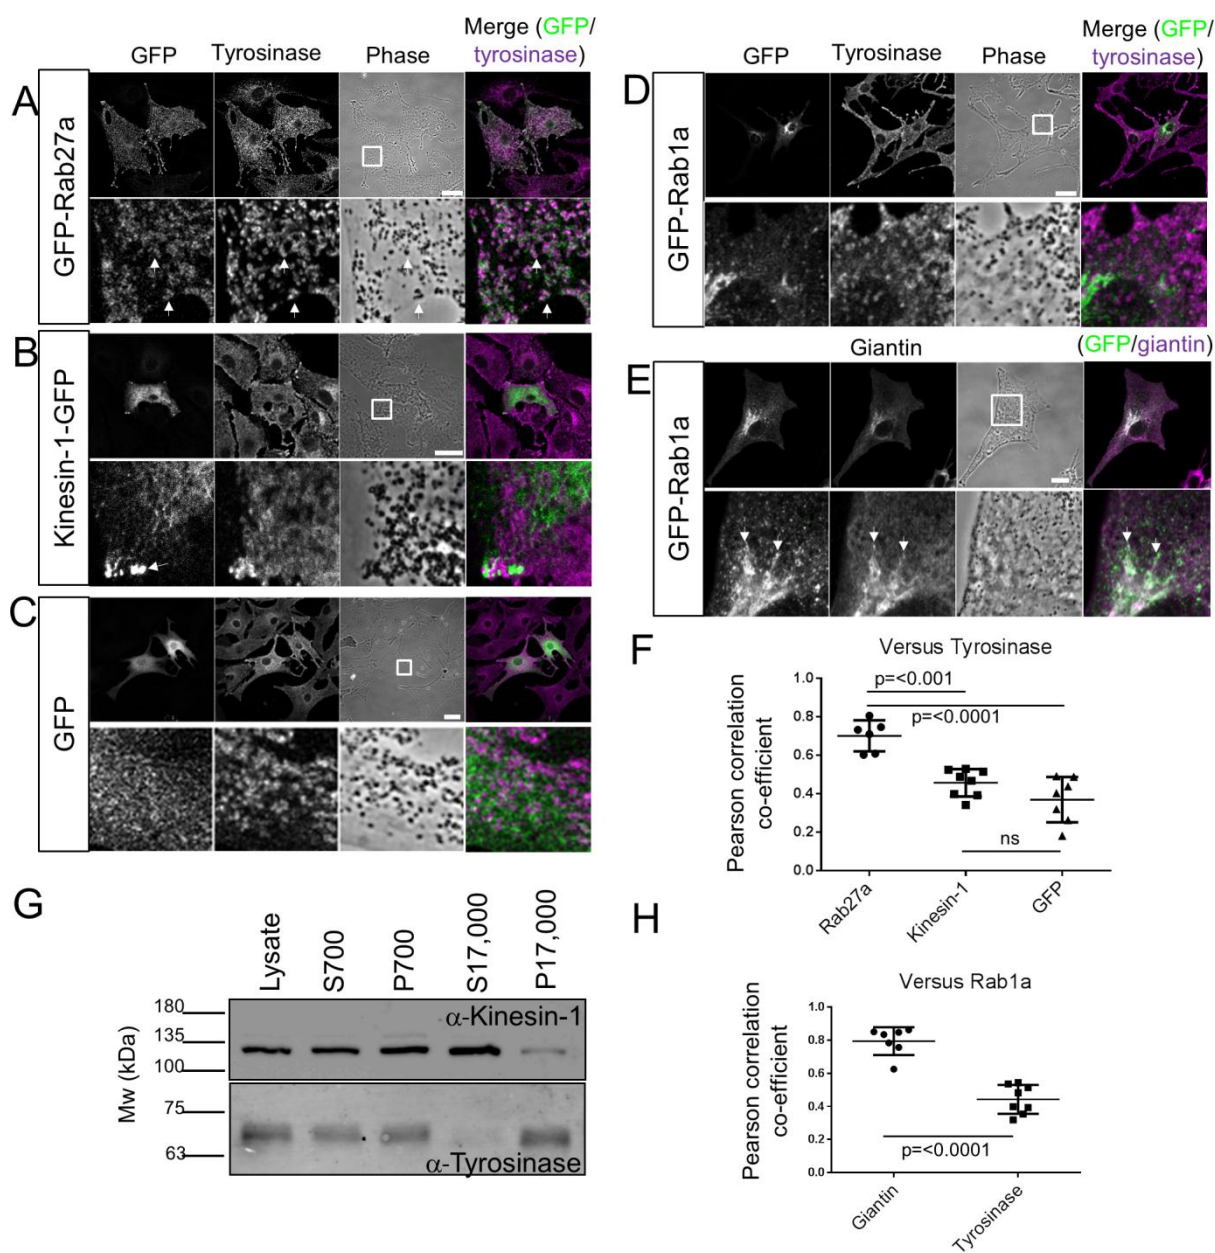 GFP
Tyrosinase
Phase
Merge (GFP/
tyrosinase)
A
GFP-Rab27a
B
Kinesin-1-GFP
C
GFP
GFP
Tyrosinase
Phase
Merge (GFP/
tyrosinase)
D
GFP-Rab1a
Giantin
(GFP/giantin)
E
GFP-Rab1a
F
Versus Tyrosinase
p=<0.001
p=<0.0001
ns
Pearson correlation
co-efficient
1.0
0.8
0.6
0.4
0.2
0.0
Rab27a
Kinesin-1
GFP
G
Lysate
S700
P700
S17,000
P17,000
Mw (kDa)
180
135
100
α-Kinesin-1
75
63
α-Tyrosinase
H
Versus Rab1a
Pearson correlation
co-efficient
1.0
0.8
0.6
0.4
0.2
0.0
p=<0.0001
Giantin
Tyrosinase